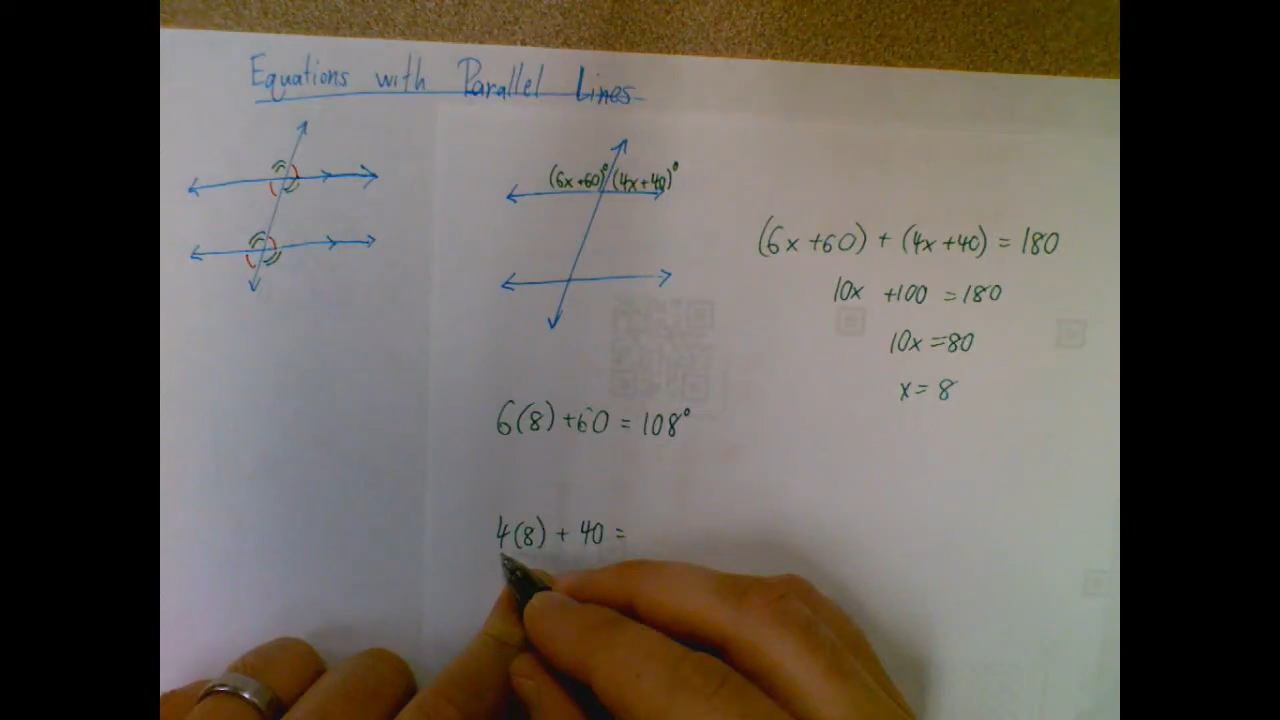 Equations with Parallel Lines
(6x+60)° (4x+40)°
(6x+60) + (4x+40) = 180
10x +100 = 180
10x = 80
x = 8
6(8) + 60 = 108°
4(8) + 40 =